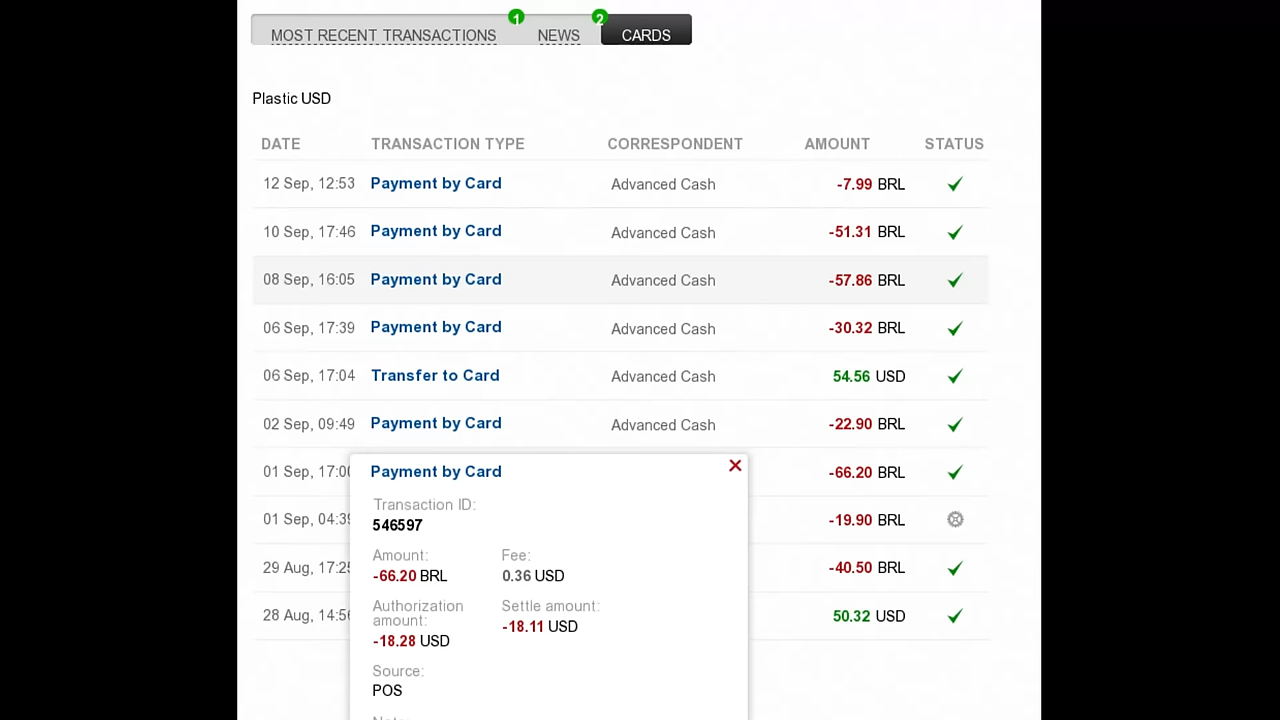 1 2
MOST RECENT TRANSACTIONS NEWS CARDS
Plastic USD
DATE TRANSACTION TYPE CORRESPONDENT AMOUNT STATUS
12 Sep, 12:53 Payment by Card Advanced Cash -7.99 BRL
10 Sep, 17:46 Payment by Card Advanced Cash -51.31 BRL
08 Sep, 16:05 Payment by Card Advanced Cash -57.86 BRL
06 Sep, 17:39 Payment by Card Advanced Cash -30.32 BRL
06 Sep, 17:04 Transfer to Card Advanced Cash 54.56 USD
02 Sep, 09:49 Payment by Card Advanced Cash -22.90 BRL
01 Sep, 17:00 Payment by Card -66.20 BRL
Transaction ID:
546597
01 Sep, 04:39 -19.90 BRL
Amount: Fee:
-66.20 BRL 0.36 USD
29 Aug, 17:25 -40.50 BRL
Authorization amount: Settle amount:
-18.28 USD -18.11 USD
28 Aug, 14:56 50.32 USD
Source:
POS